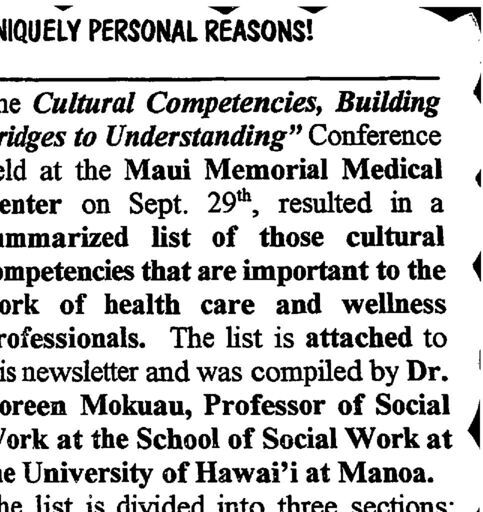 NIQUELY PERSONAL REASONS!
he Cultural Competencies, Building
ridges to Understanding” Conference
eld at the Maui Memorial Medical
enter on Sept. 29th, resulted in a
ummarized list of those cultural
ompetencies that are important to the
ork of health care and wellness
rofessionals. The list is attached to
is newsletter and was compiled by Dr.
oreen Mokuau, Professor of Social
Work at the School of Social Work at
he University of Hawai'i at Manoa.
he list is divided into three sections: